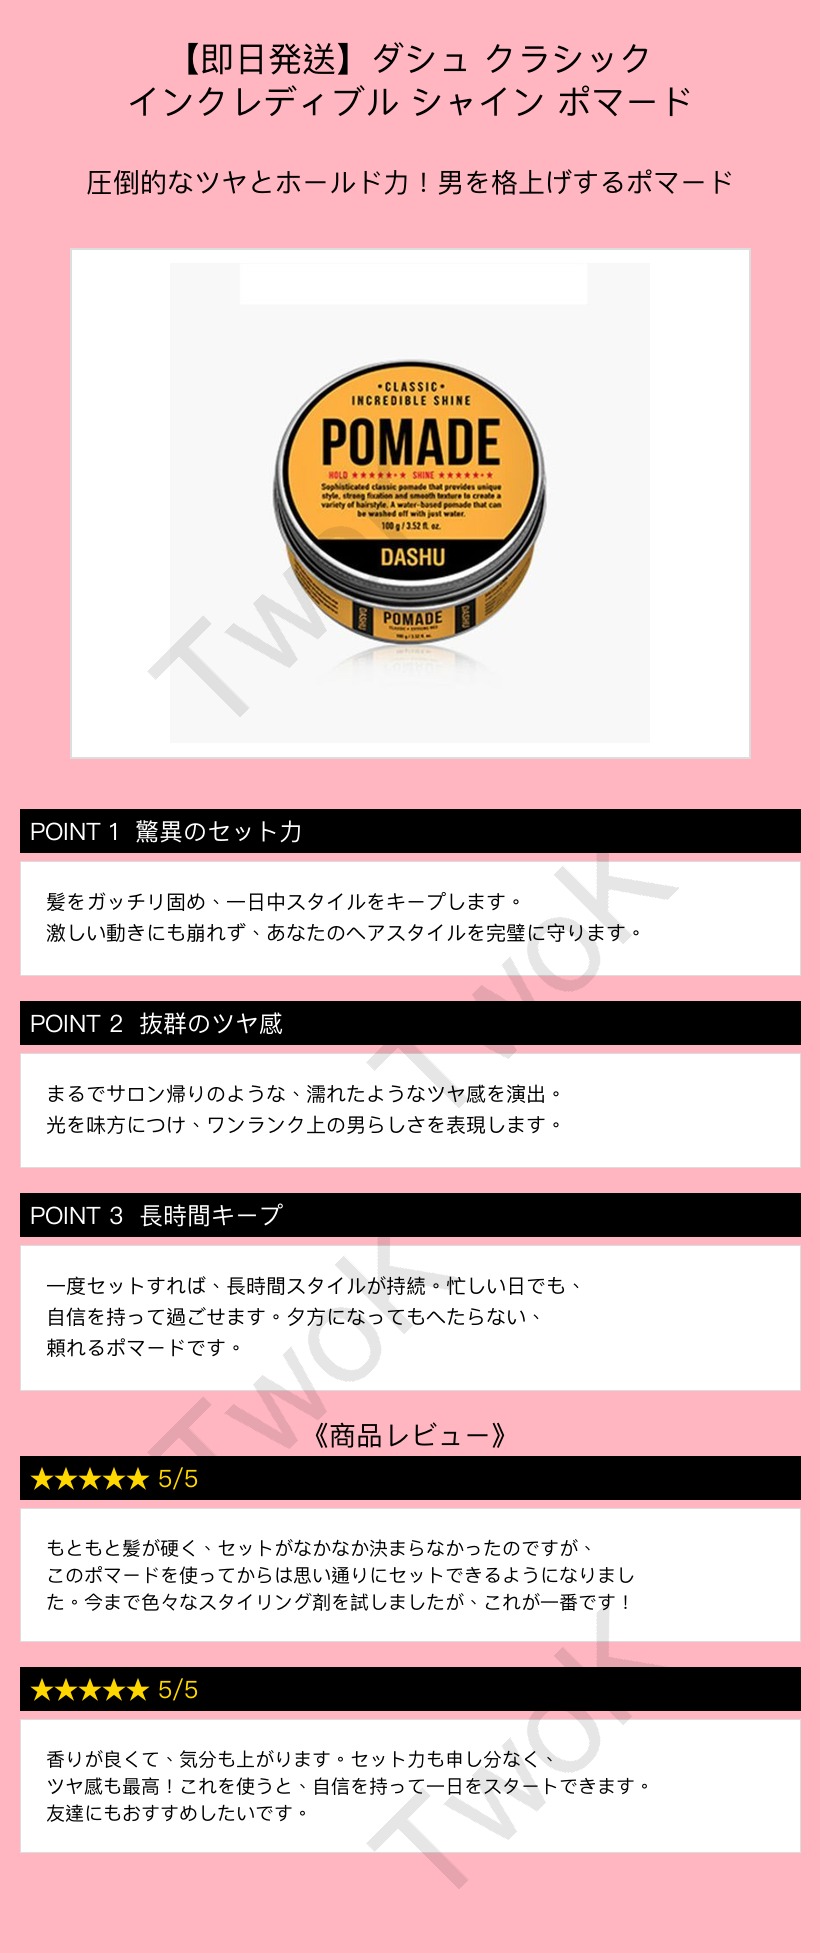 【即日発送】ダシュ クラシック
インクレディブル シャイン ポマード
圧倒的なツヤとホールド力！男を格上げするポマード
•CLASSIC•
INCREDIBLE SHINE
POMADE
HOLD ★★★★★•★ SHINE ★★★★★•★
Sophisticated classic pomade that provides unique
style, strong fixation and smooth texture to create a
variety of hairstyle. A water-based pomade that can
be washed off with just water.
100 g / 3.52 fl. oz.
DASHU
DASHU
POMADE
DASHU
TwoK
POINT 1 驚異のセット力
髪をガッチリ固め、一日中スタイルをキープします。
激しい動きにも崩れず、あなたのヘアスタイルを完璧に守ります。
TwoK
POINT 2 抜群のツヤ感
まるでサロン帰りのような、濡れたようなツヤ感を演出。
光を味方につけ、ワンランク上の男らしさを表現します。
POINT 3 長時間キープ
一度セットすれば、長時間スタイルが持続。忙しい日でも、
自信を持って過ごせます。夕方になってもへたらない、
頼れるポマードです。
TwoK
《商品レビュー》
★★★★★ 5/5
もともと髪が硬く、セットがなかなか決まらなかったのですが、
このポマードを使ってからは思い通りにセットできるようになりまし
た。今まで色々なスタイリング剤を試しましたが、これが一番です！
★★★★★ 5/5
香りが良くて、気分も上がります。セット力も申し分なく、
ツヤ感も最高！これを使うと、自信を持って一日をスタートできます。
友達にもおすすめしたいです。
TwoK